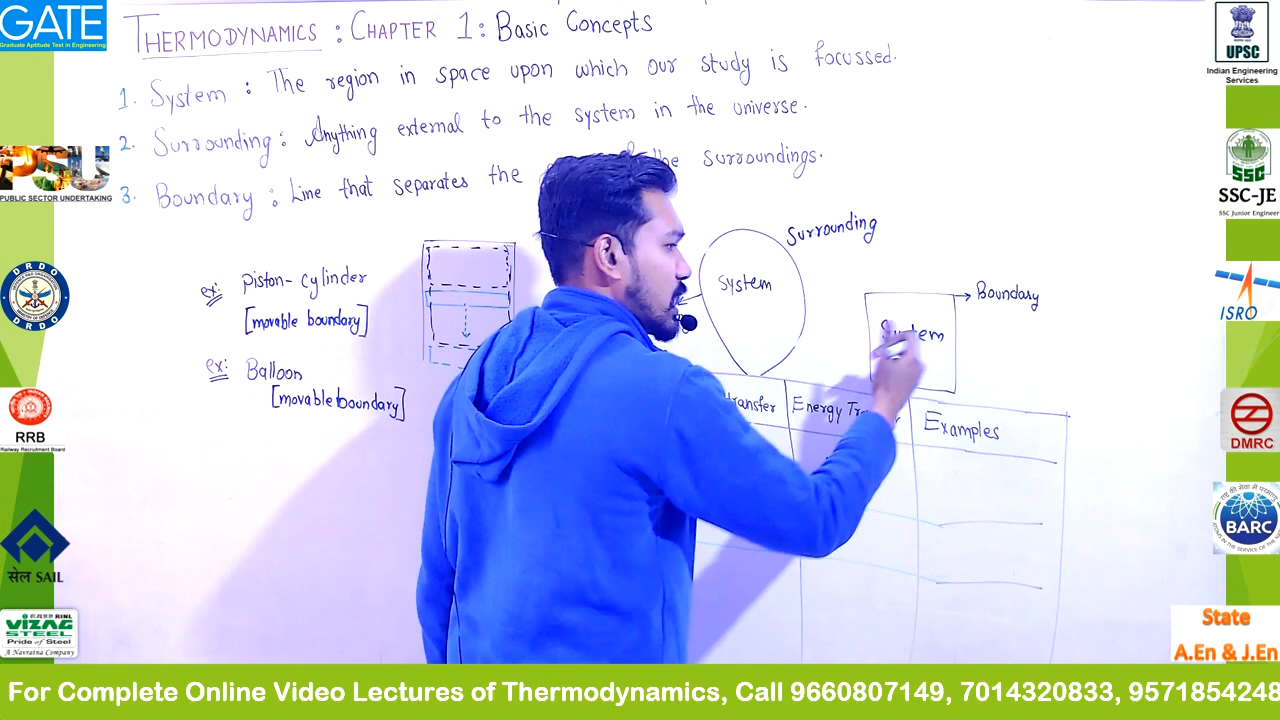 GATE
Graduate Aptitude Test in Engineering
THERMODYNAMICS : CHAPTER 1 : Basic Concepts
1. System : The region in space upon which our study is focussed.
2. Surrounding : Anything external to the system in the universe.
3. Boundary : Line that separates the the surroundings.
ex: Piston-cylinder
[movable boundary]
ex: Balloon
[movable boundary]
System
Surrounding
System
Boundary
transfer
Energy
Examples
PSU
PUBLIC SECTOR UNDERTAKING
DRDO
DRDO
RRB
Railway Recruitment Board
सेल SAIL
RINL
VIZAG
STEEL
Pride of Steel
A Navratna Company
UPSC
Indian Engineering
Services
SSC
SSC-JE
SSC Junior Engineer
ISRO
DMRC
BARC
State
A.En & J.En
For Complete Online Video Lectures of Thermodynamics, Call 9660807149, 7014320833, 9571854248